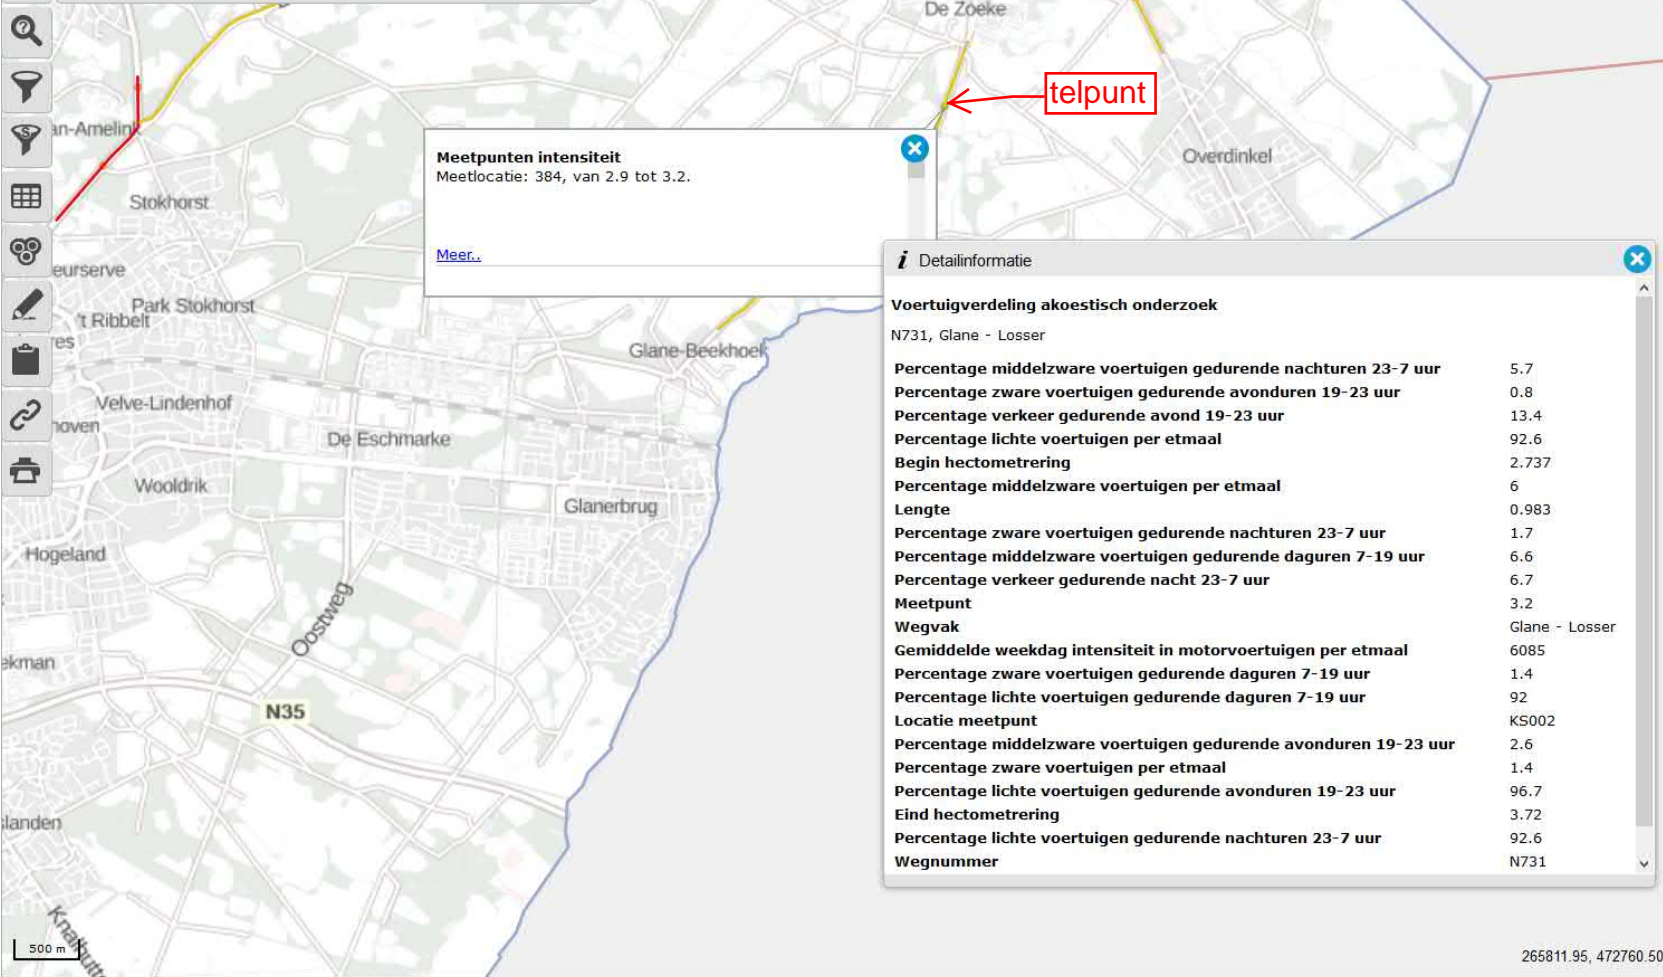 De Zoeke
telpunt
an-Amelink
Overdinkel
Meetpunten intensiteit
Meetlocatie: 384, van 2.9 tot 3.2.
Meer..
Stokhorst
eurserve
Park Stokhorst
't Ribbelt
res
Glane-Beekhoek
Velve-Lindenhof
hoven
De Eschmarke
Wooldrik
Glanerbrug
Hogeland
Oostweg
ekman
N35
landen
Knalhutte
500 m
i Detailinformatie
Voertuigverdeling akoestisch onderzoek
N731, Glane - Losser
Percentage middelzware voertuigen gedurende nachturen 23-7 uur 5.7
Percentage zware voertuigen gedurende avonduren 19-23 uur 0.8
Percentage verkeer gedurende avond 19-23 uur 13.4
Percentage lichte voertuigen per etmaal 92.6
Begin hectometrering 2.737
Percentage middelzware voertuigen per etmaal 6
Lengte 0.983
Percentage zware voertuigen gedurende nachturen 23-7 uur 1.7
Percentage middelzware voertuigen gedurende daguren 7-19 uur 6.6
Percentage verkeer gedurende nacht 23-7 uur 6.7
Meetpunt 3.2
Wegvak Glane - Losser
Gemiddelde weekdag intensiteit in motorvoertuigen per etmaal 6085
Percentage zware voertuigen gedurende daguren 7-19 uur 1.4
Percentage lichte voertuigen gedurende daguren 7-19 uur 92
Locatie meetpunt KS002
Percentage middelzware voertuigen gedurende avonduren 19-23 uur 2.6
Percentage zware voertuigen per etmaal 1.4
Percentage lichte voertuigen gedurende avonduren 19-23 uur 96.7
Eind hectometrering 3.72
Percentage lichte voertuigen gedurende nachturen 23-7 uur 92.6
Wegnummer N731
265811.95, 472760.50